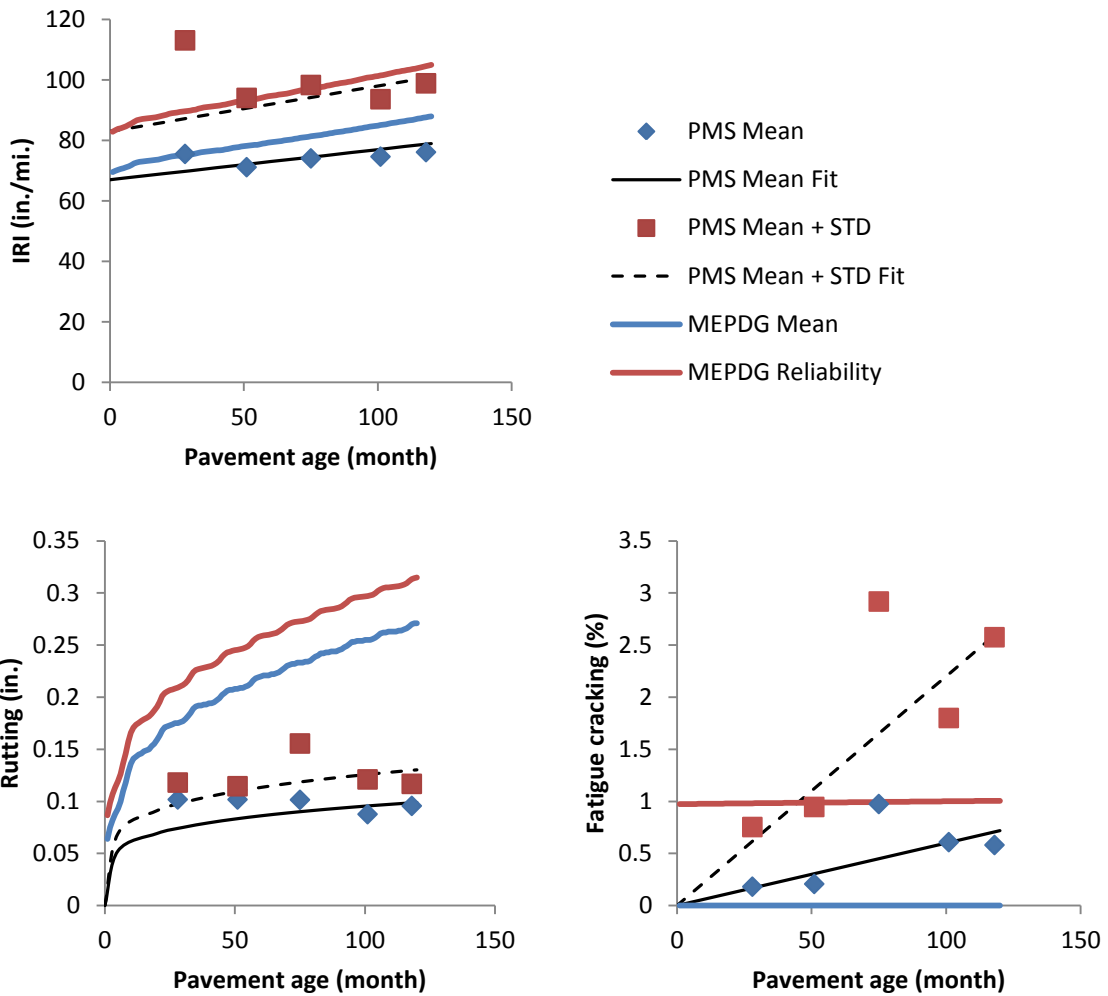 IRI (in./mi.)
120
100
80
60
40
20
0
0 50 100 150
Pavement age (month)
PMS Mean
PMS Mean Fit
PMS Mean + STD
PMS Mean + STD Fit
MEPDG Mean
MEPDG Reliability
Rutting (in.)
0.35
0.3
0.25
0.2
0.15
0.1
0.05
0
0 50 100 150
Pavement age (month)
Fatigue cracking (%)
3.5
3
2.5
2
1.5
1
0.5
0
0 50 100 150
Pavement age (month)